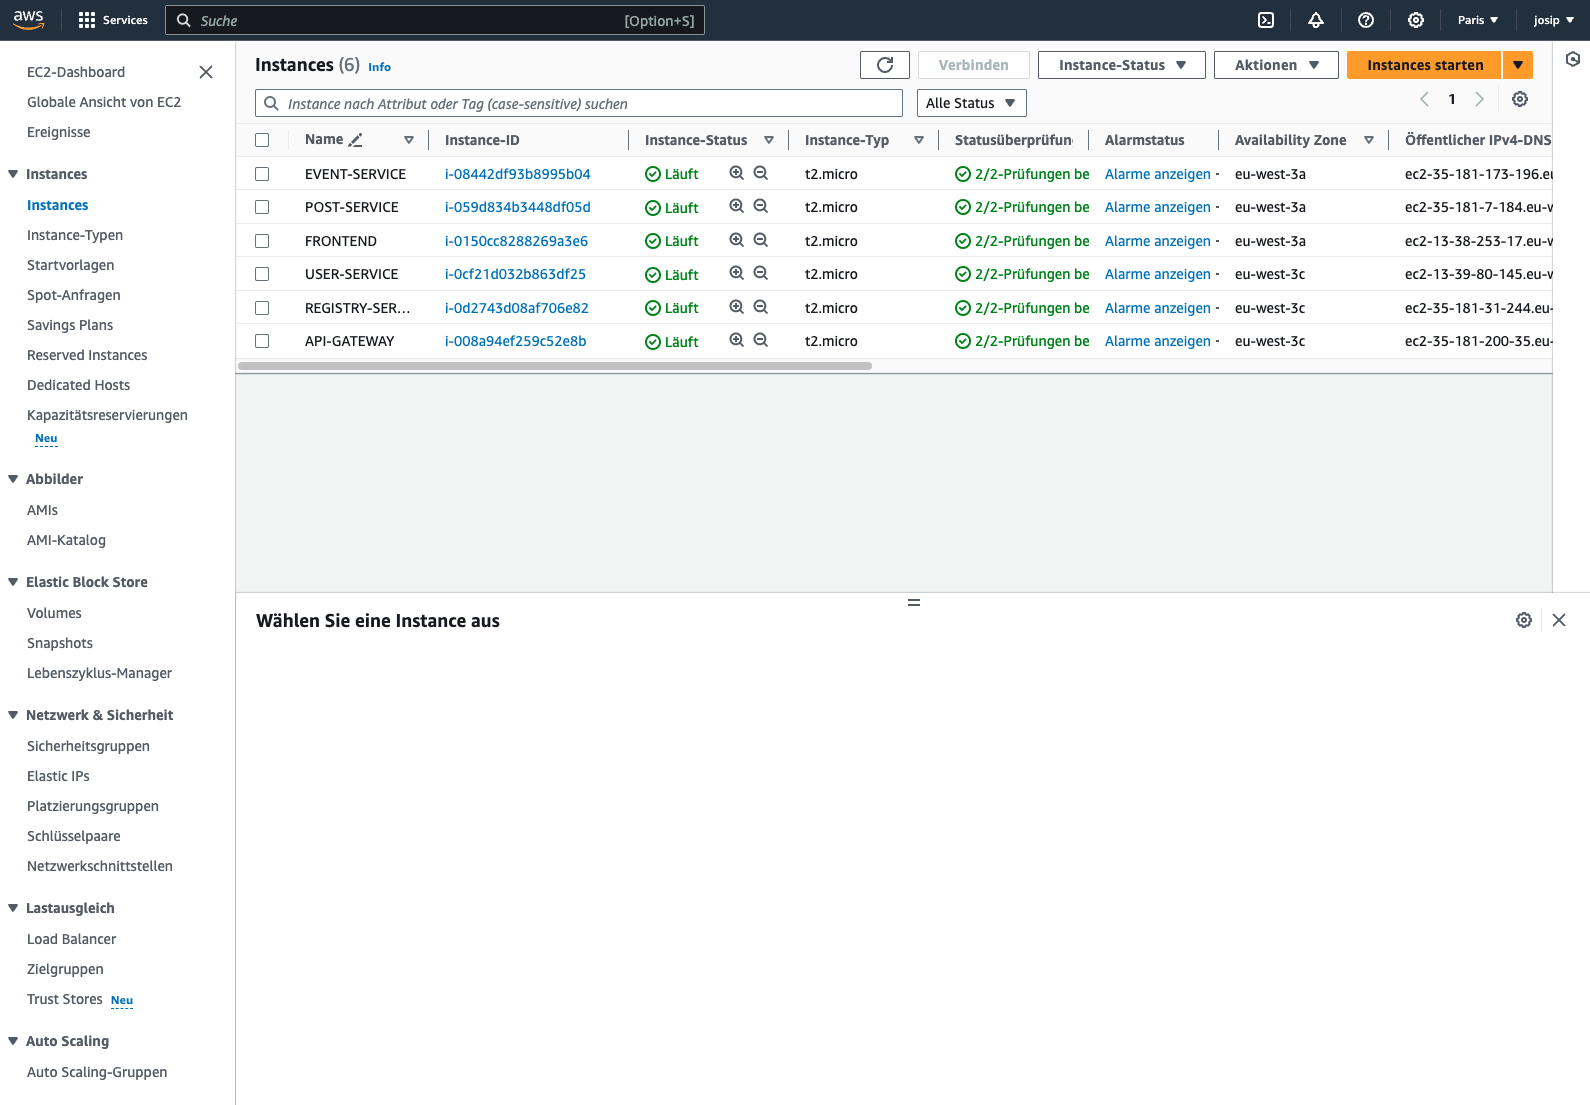 aws Services Suche [Option+S] Paris josip
EC2-Dashboard
Globale Ansicht von EC2
Ereignisse
Instances
Instances
Instance-Typen
Startvorlagen
Spot-Anfragen
Savings Plans
Reserved Instances
Dedicated Hosts
Kapazitätsreservierungen
Neu
Abbilder
AMIs
AMI-Katalog
Elastic Block Store
Volumes
Snapshots
Lebenszyklus-Manager
Netzwerk & Sicherheit
Sicherheitsgruppen
Elastic IPs
Platzierungsgruppen
Schlüsselpaare
Netzwerkschnittstellen
Lastausgleich
Load Balancer
Zielgruppen
Trust Stores Neu
Auto Scaling
Auto Scaling-Gruppen
Instances (6) Info Verbinden Instance-Status Aktionen Instances starten
Instance nach Attribut oder Tag (case-sensitive) suchen Alle Status 1
Name Instance-ID Instance-Status Instance-Typ Statusüberprüfun Alarmstatus Availability Zone Öffentlicher IPv4-DNS
EVENT-SERVICE i-08442df93b8995b04 Läuft t2.micro 2/2-Prüfungen be Alarme anzeigen eu-west-3a ec2-35-181-173-196.eu
POST-SERVICE i-059d834b3448df05d Läuft t2.micro 2/2-Prüfungen be Alarme anzeigen eu-west-3a ec2-35-181-7-184.eu-w
FRONTEND i-0150cc8288269a3e6 Läuft t2.micro 2/2-Prüfungen be Alarme anzeigen eu-west-3a ec2-13-38-253-17.eu-w
USER-SERVICE i-0cf21d032b863df25 Läuft t2.micro 2/2-Prüfungen be Alarme anzeigen eu-west-3c ec2-13-39-80-145.eu-w
REGISTRY-SER... i-0d2743d08af706e82 Läuft t2.micro 2/2-Prüfungen be Alarme anzeigen eu-west-3c ec2-35-181-31-244.eu-
API-GATEWAY i-008a94ef259c52e8b Läuft t2.micro 2/2-Prüfungen be Alarme anzeigen eu-west-3c ec2-35-181-200-35.eu-
Wählen Sie eine Instance aus